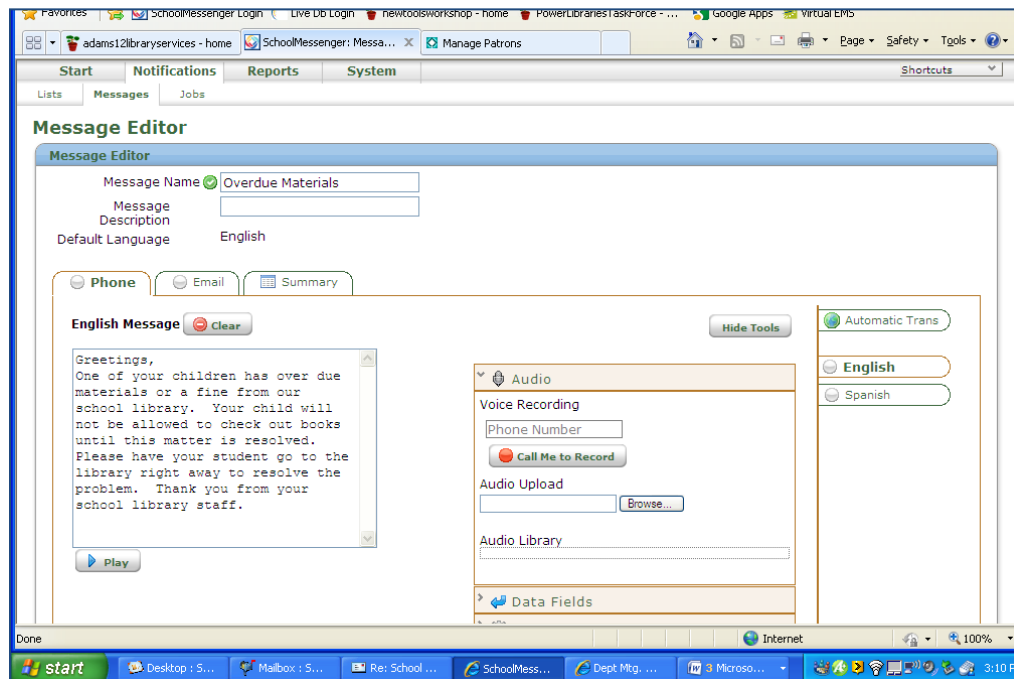 Favorites SchoolMessenger Login Live Db Login newtoolsworkshop - home PowerLibrariesTaskForce - ... Google Apps Virtual EMS
adams12libraryservices - home SchoolMessenger: Messa... X Manage Patrons Page Safety Tools
Start Notifications Reports System Shortcuts
Lists Messages Jobs
Message Editor
Message Editor
Message Name Overdue Materials
Message
Description
Default Language English
Phone Email Summary
English Message Clear Hide Tools Automatic Trans
Greetings,
One of your children has over due
materials or a fine from our
school library. Your child will
not be allowed to check out books
until this matter is resolved.
Please have your student go to the
library right away to resolve the
problem. Thank you from your
school library staff.
Play
Audio
Voice Recording
Phone Number
Call Me to Record
Audio Upload
Browse...
Audio Library
Data Fields
English
Spanish
Done Internet 100%
start Desktop : S... Mailbox : S... Re: School ... SchoolMess... Dept Mtg. ... 3 Microso... 3:10 P